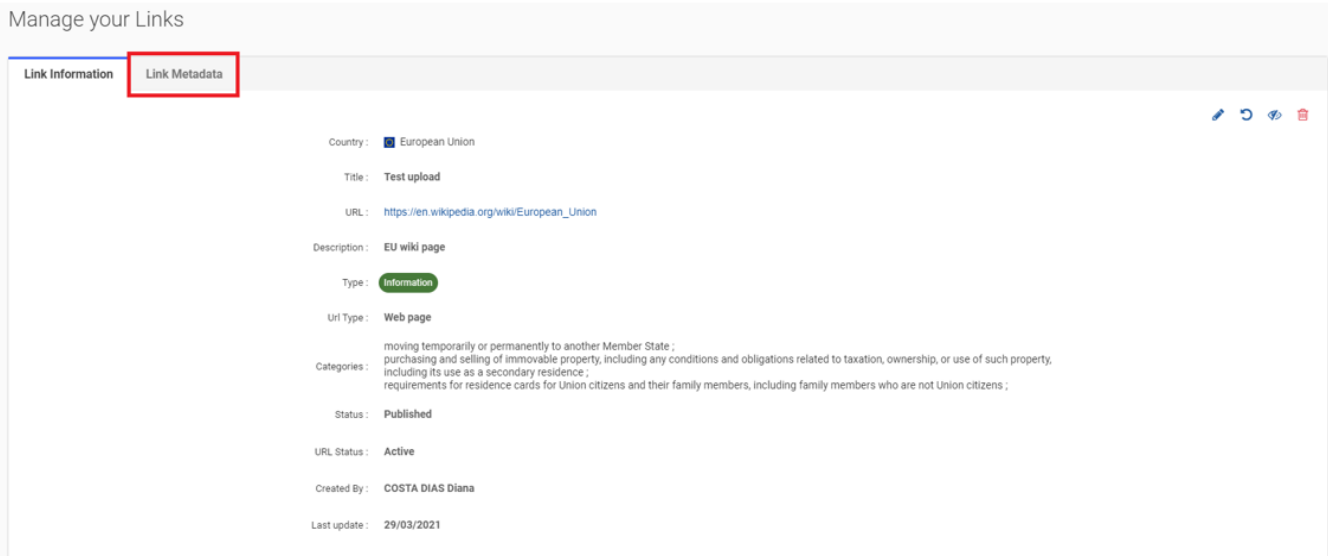 Manage your Links
Link Information Link Metadata
Country : European Union
Title : Test upload
URL : https://en.wikipedia.org/wiki/European_Union
Description : EU wiki page
Type : Information
Url Type : Web page
Categories : moving temporarily or permanently to another Member State ;
purchasing and selling of immovable property, including any conditions and obligations related to taxation, ownership, or use of such property,
including its use as a secondary residence ;
requirements for residence cards for Union citizens and their family members, including family members who are not Union citizens ;
Status : Published
URL Status : Active
Created By : COSTA DIAS Diana
Last update : 29/03/2021